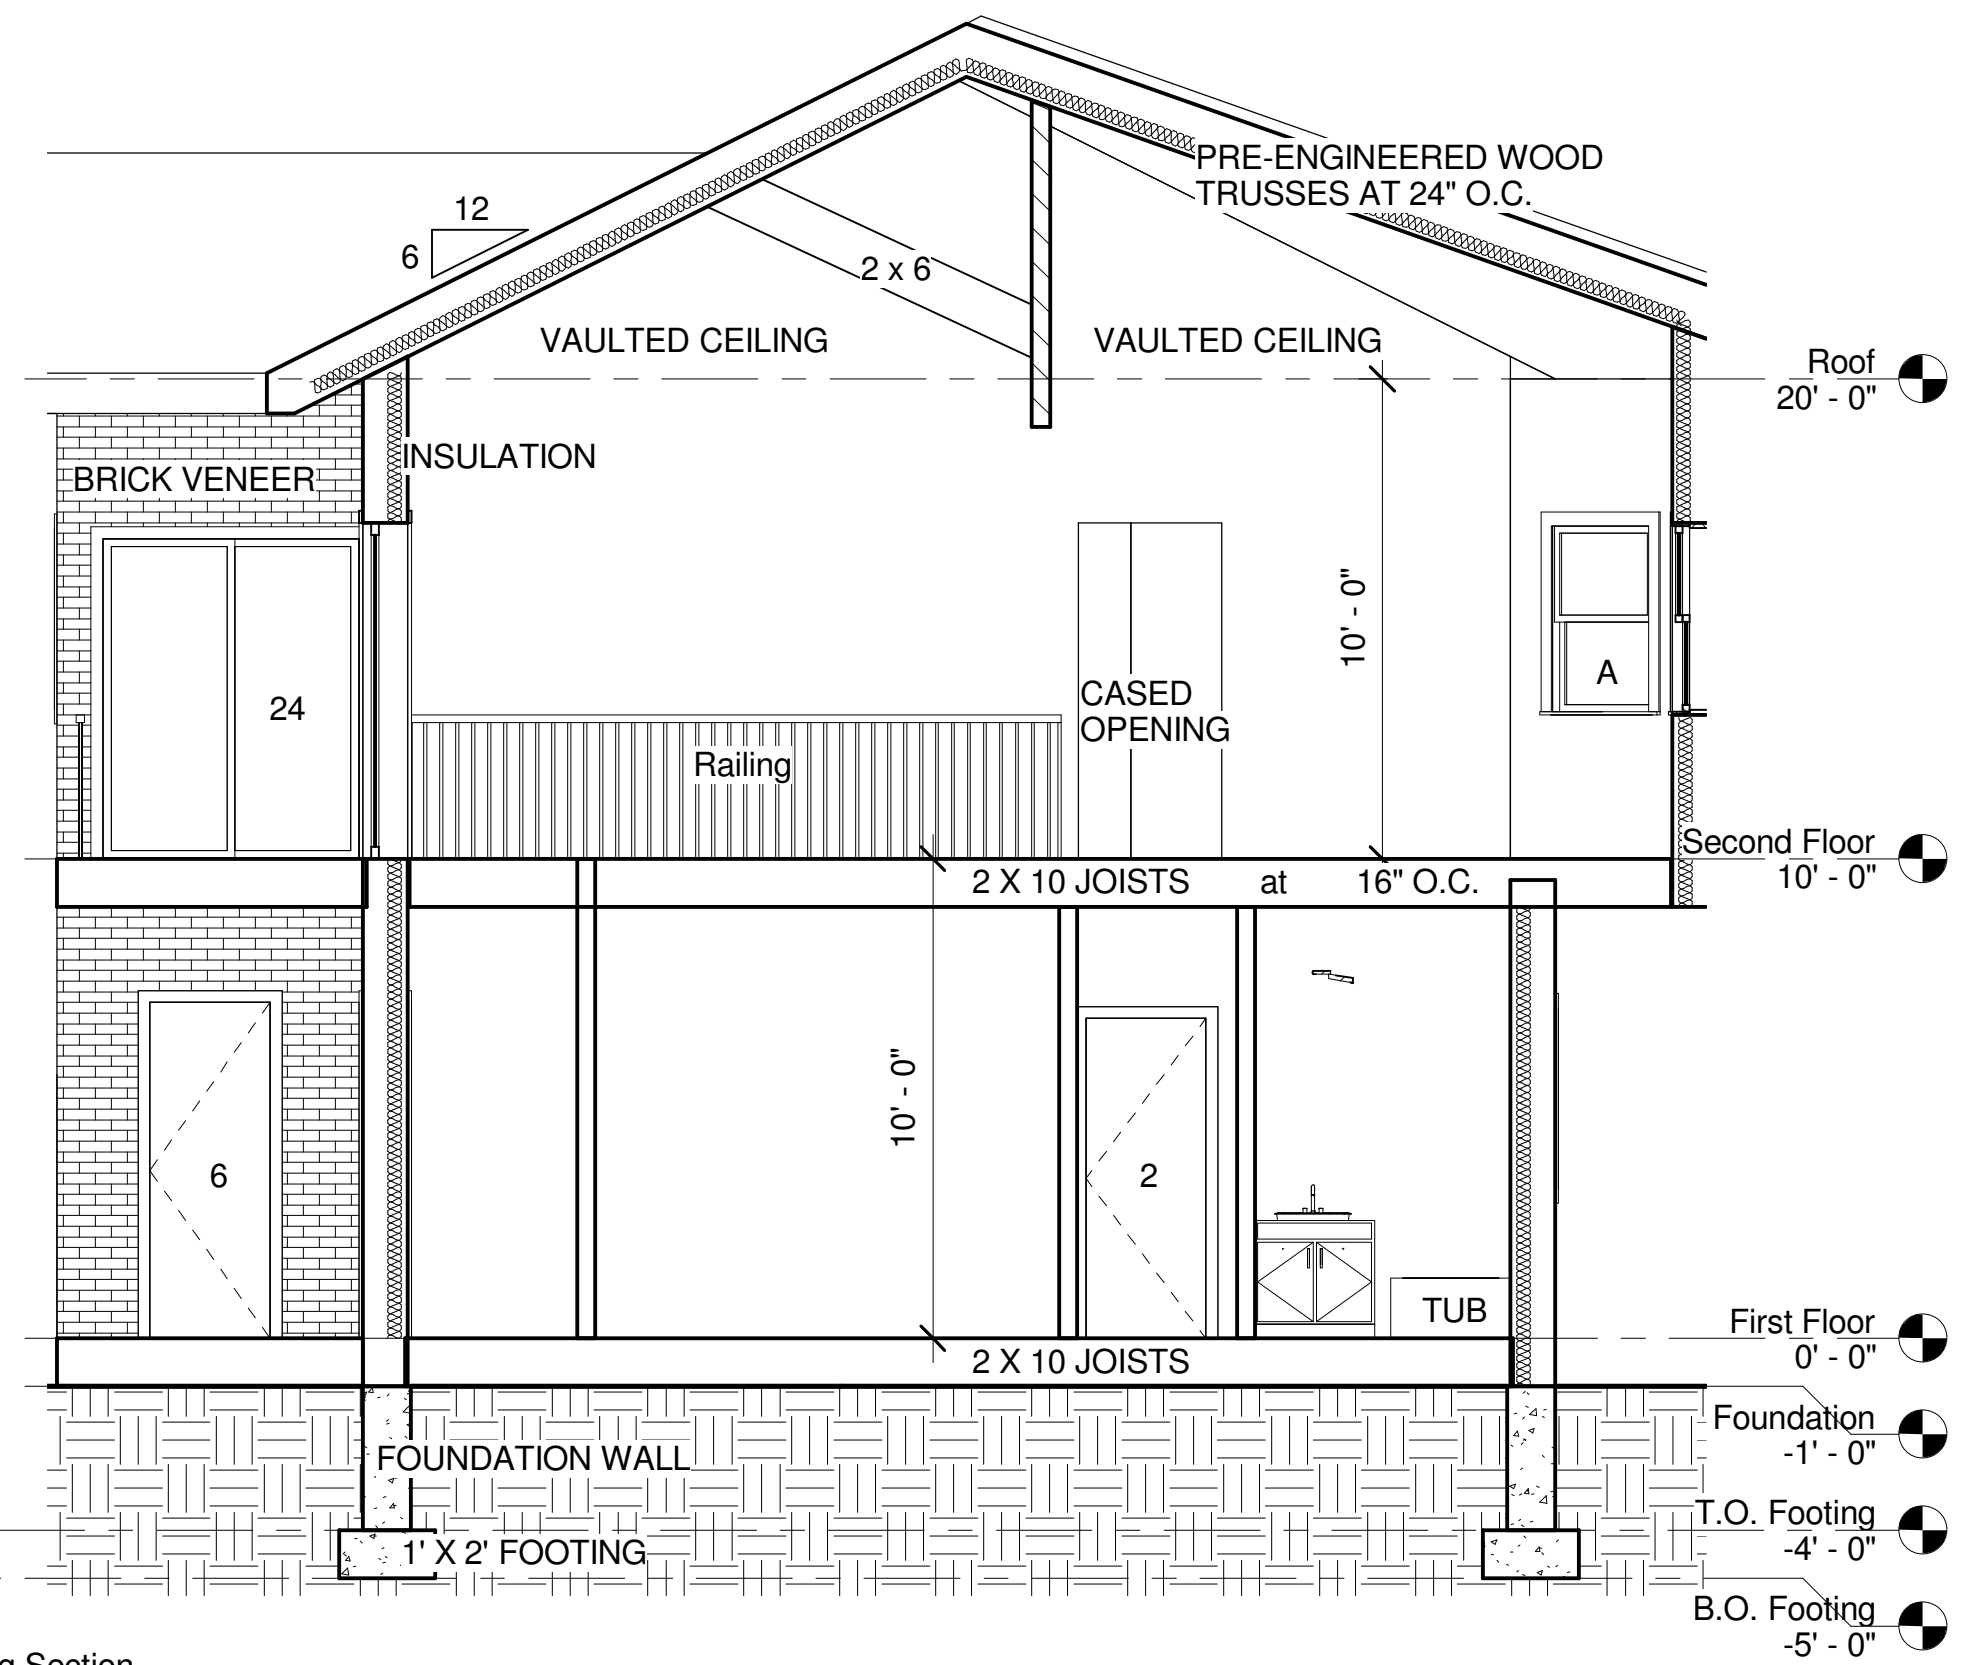 PRE-ENGINEERED WOOD
TRUSSES AT 24" O.C.
12
6
2 x 6
VAULTED CEILING
VAULTED CEILING
Roof
20' - 0"
INSULATION
BRICK VENEER
10' - 0"
A
24
CASED
OPENING
Railing
Second Floor
10' - 0"
2 X 10 JOISTS at 16" O.C.
10' - 0"
6
2
TUB
First Floor
0' - 0"
2 X 10 JOISTS
Foundation
-1' - 0"
FOUNDATION WALL
T.O. Footing
-4' - 0"
1' X 2' FOOTING
B.O. Footing
-5' - 0"
Section